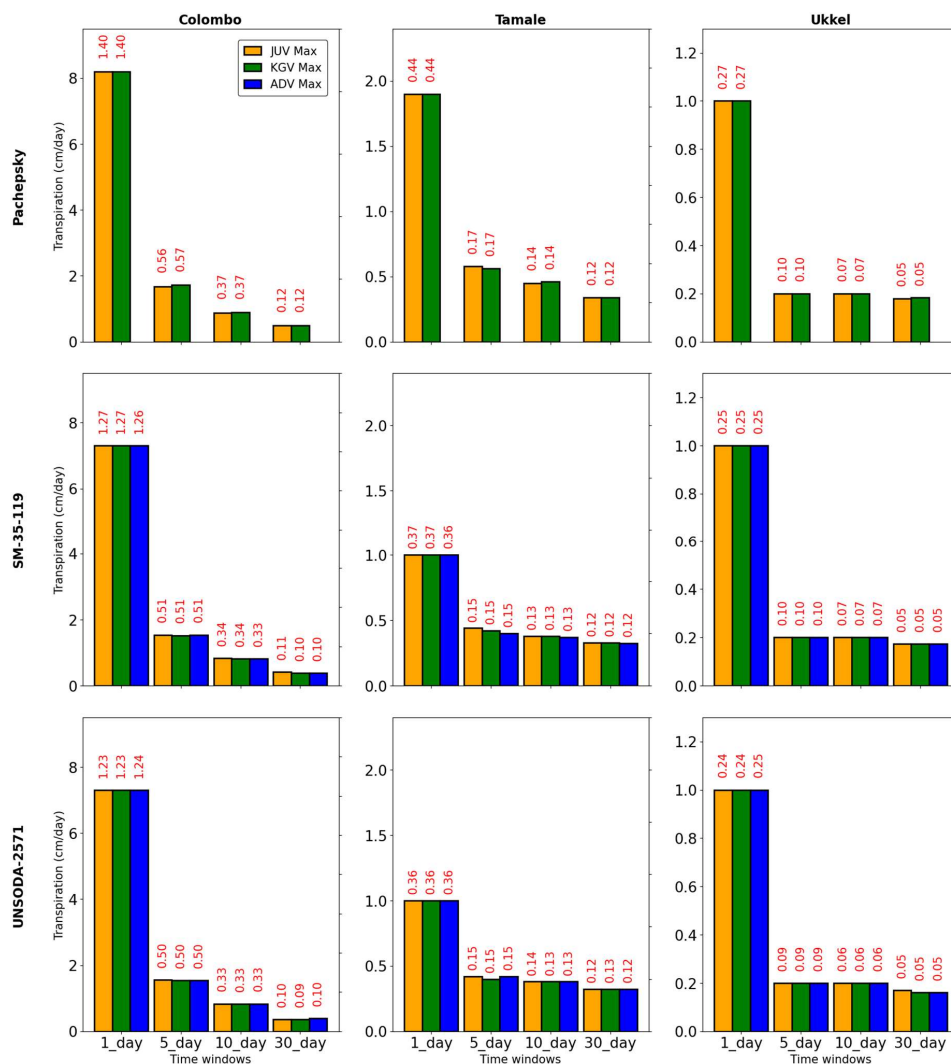 Colombo
Tamale
Ukkel
Pachepsky
Transpiration (cm/day)
8
6
4
2
0
1.40 1.40
0.56 0.57
0.37 0.37
0.12 0.12
JUV Max
KGV Max
ADV Max
2.0
1.5
1.0
0.5
0.0
0.44 0.44
0.17 0.17
0.14 0.14
0.12 0.12
1.2
1.0
0.8
0.6
0.4
0.2
0.0
0.27 0.27
0.10 0.10
0.07 0.07
0.05 0.05
SM-35-119
Transpiration (cm/day)
8
6
4
2
0
1.27 1.27 1.26
0.51 0.51 0.51
0.34 0.34 0.33
0.11 0.10 0.10
2.0
1.5
1.0
0.5
0.0
0.37 0.37 0.36
0.15 0.15 0.15
0.13 0.13 0.13
0.12 0.12 0.12
1.2
1.0
0.8
0.6
0.4
0.2
0.0
0.25 0.25 0.25
0.10 0.10 0.10
0.07 0.07 0.07
0.05 0.05 0.05
UNSODA-2571
Transpiration (cm/day)
8
6
4
2
0
1.23 1.23 1.24
0.50 0.50 0.50
0.33 0.33 0.33
0.10 0.09 0.10
1_day 5_day 10_day 30_day
Time windows
2.0
1.5
1.0
0.5
0.0
0.36 0.36 0.36
0.15 0.15 0.15
0.14 0.13 0.13
0.12 0.13 0.12
1_day 5_day 10_day 30_day
Time windows
1.2
1.0
0.8
0.6
0.4
0.2
0.0
0.24 0.24 0.25
0.09 0.09 0.09
0.06 0.06 0.06
0.05 0.05 0.05
1_day 5_day 10_day 30_day
Time windows